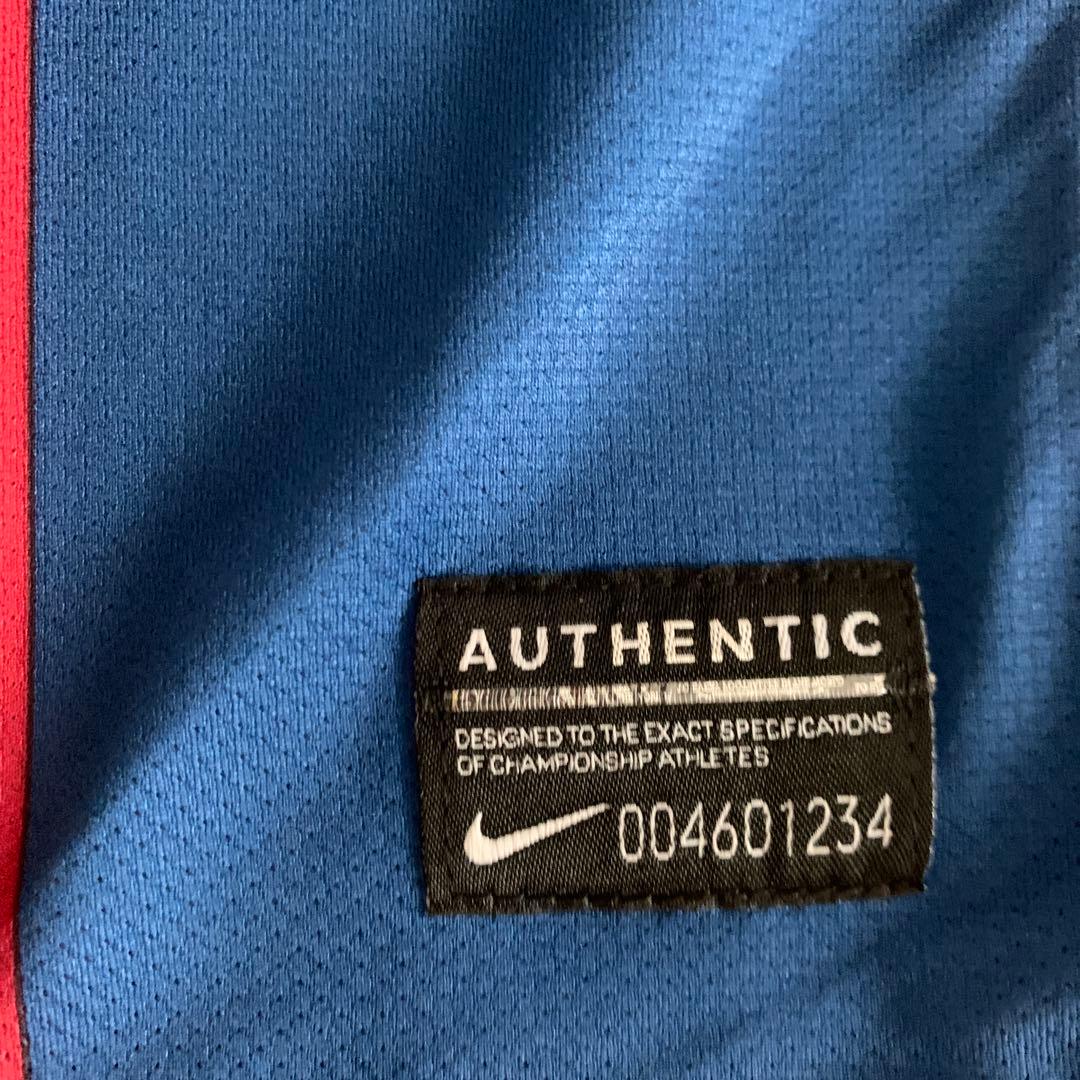 AUTHENTIC
DESIGNED TO THE EXACT SPECIFICATIONS
OF CHAMPIONSHIP ATHLETES
004601234